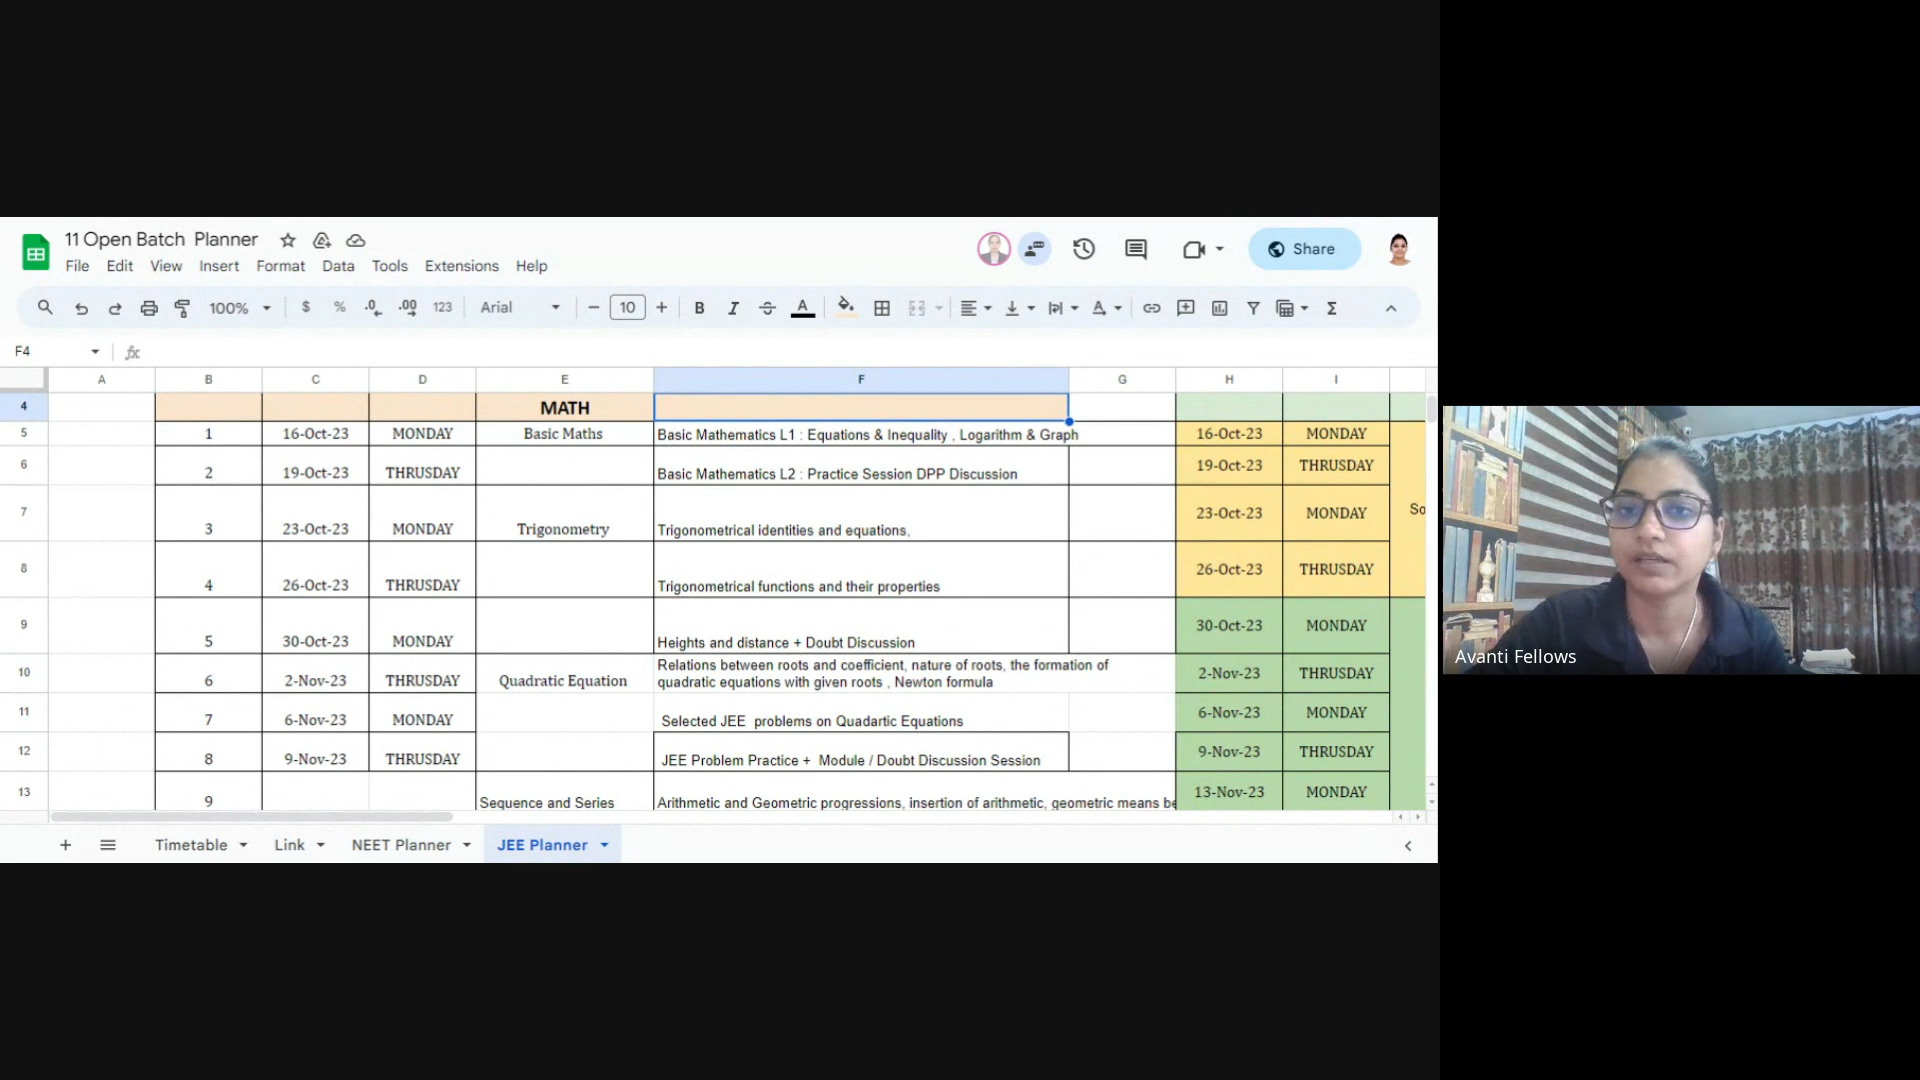 11 Open Batch Planner
File Edit View Insert Format Data Tools Extensions Help
Share
100% $ % .0 .00 123 Arial 10 B I A Σ
F4 fx
A B C D E F G H I
4 MATH
5 1 16-Oct-23 MONDAY Basic Maths Basic Mathematics L1 : Equations & Inequality , Logarithm & Graph 16-Oct-23 MONDAY
6 2 19-Oct-23 THRUSDAY Basic Mathematics L2 : Practice Session DPP Discussion 19-Oct-23 THRUSDAY
7 3 23-Oct-23 MONDAY Trigonometry Trigonometrical identities and equations, 23-Oct-23 MONDAY So
8 4 26-Oct-23 THRUSDAY Trigonometrical functions and their properties 26-Oct-23 THRUSDAY
9 5 30-Oct-23 MONDAY Heights and distance + Doubt Discussion 30-Oct-23 MONDAY
10 6 2-Nov-23 THRUSDAY Quadratic Equation Relations between roots and coefficient, nature of roots, the formation of
quadratic equations with given roots , Newton formula 2-Nov-23 THRUSDAY
11 7 6-Nov-23 MONDAY Selected JEE problems on Quadartic Equations 6-Nov-23 MONDAY
12 8 9-Nov-23 THRUSDAY JEE Problem Practice + Module / Doubt Discussion Session 9-Nov-23 THRUSDAY
13 9 Sequence and Series Arithmetic and Geometric progressions, insertion of arithmetic, geometric means be 13-Nov-23 MONDAY
Timetable Link NEET Planner JEE Planner
Avanti Fellows